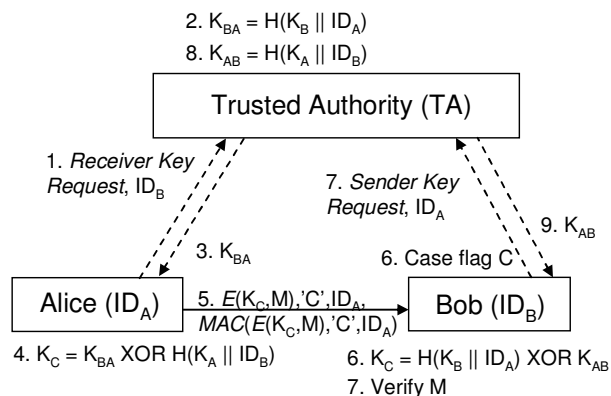 2. K_BA = H(K_B || ID_A)
8. K_AB = H(K_A || ID_B)
Trusted Authority (TA)
1. Receiver Key
Request, ID_B
7. Sender Key
Request, ID_A
3. K_BA
9. K_AB
6. Case flag C
Alice (ID_A)
5. E(K_C,M),'C',ID_A,
MAC(E(K_C,M),'C',ID_A)
Bob (ID_B)
4. K_C = K_BA XOR H(K_A || ID_B)
6. K_C = H(K_B || ID_A) XOR K_AB
7. Verify M